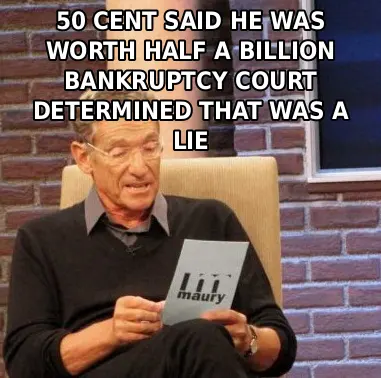 50 CENT SAID HE WAS
WORTH HALF A BILLION
BANKRUPTCY COURT
DETERMINED THAT WAS A
LIE
maury